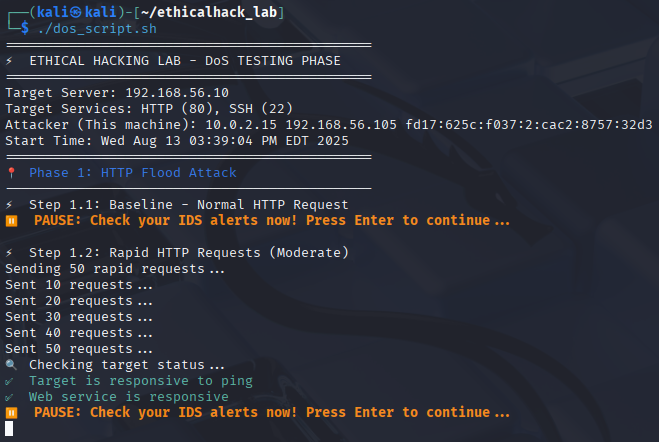 (kali㉿kali)-[~/ethicalhack_lab]
$ ./dos_script.sh
⚡ ETHICAL HACKING LAB - DoS TESTING PHASE
Target Server: 192.168.56.10
Target Services: HTTP (80), SSH (22)
Attacker (This machine): 10.0.2.15 192.168.56.105 fd17:625c:f037:2:cac2:8757:32d3
Start Time: Wed Aug 13 03:39:04 PM EDT 2025
📍 Phase 1: HTTP Flood Attack
⚡ Step 1.1: Baseline - Normal HTTP Request
⏸️ PAUSE: Check your IDS alerts now! Press Enter to continue...
⚡ Step 1.2: Rapid HTTP Requests (Moderate)
Sending 50 rapid requests...
Sent 10 requests...
Sent 20 requests...
Sent 30 requests...
Sent 40 requests...
Sent 50 requests...
🔍 Checking target status...
✅ Target is responsive to ping
✅ Web service is responsive
⏸️ PAUSE: Check your IDS alerts now! Press Enter to continue...